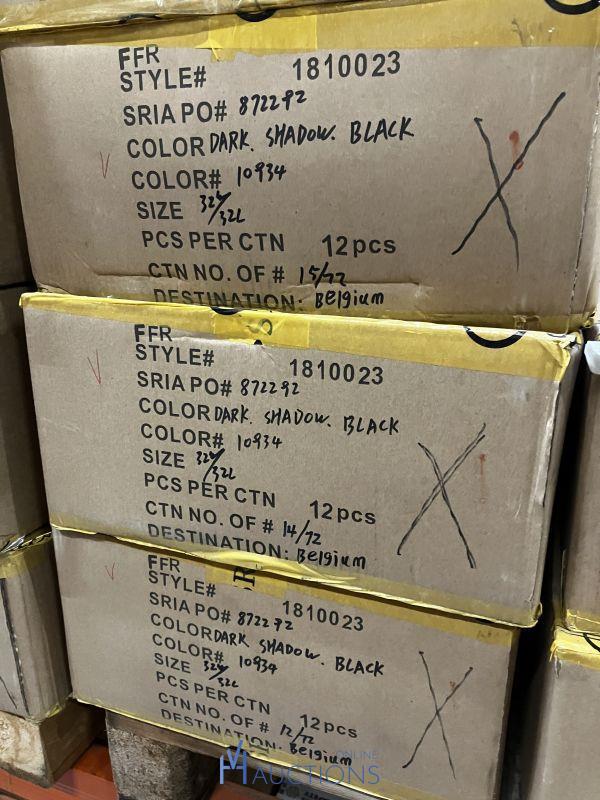 FFR
STYLE# 1810023
SRIA PO# 872292
COLOR DARK. SHADOW. BLACK
COLOR# 10934
SIZE 32W/32L
PCS PER CTN 12pcs
CTN NO. OF # 15/72
DESTINATION: Belgium
FFR
STYLE# 1810023
SRIA PO# 872292
COLOR DARK. SHADOW. BLACK
COLOR# 10934
SIZE 32W/32L
PCS PER CTN 12pcs
CTN NO. OF # 14/72
DESTINATION: Belgium
FFR
STYLE# 1810023
SRIA PO# 872292
COLOR DARK. SHADOW. BLACK
COLOR# 10934
SIZE 32W/32L
PCS PER CTN 12pcs
CTN NO. OF # 12/72
DESTINATION: Belgium
ONLINE
AUCTIONS